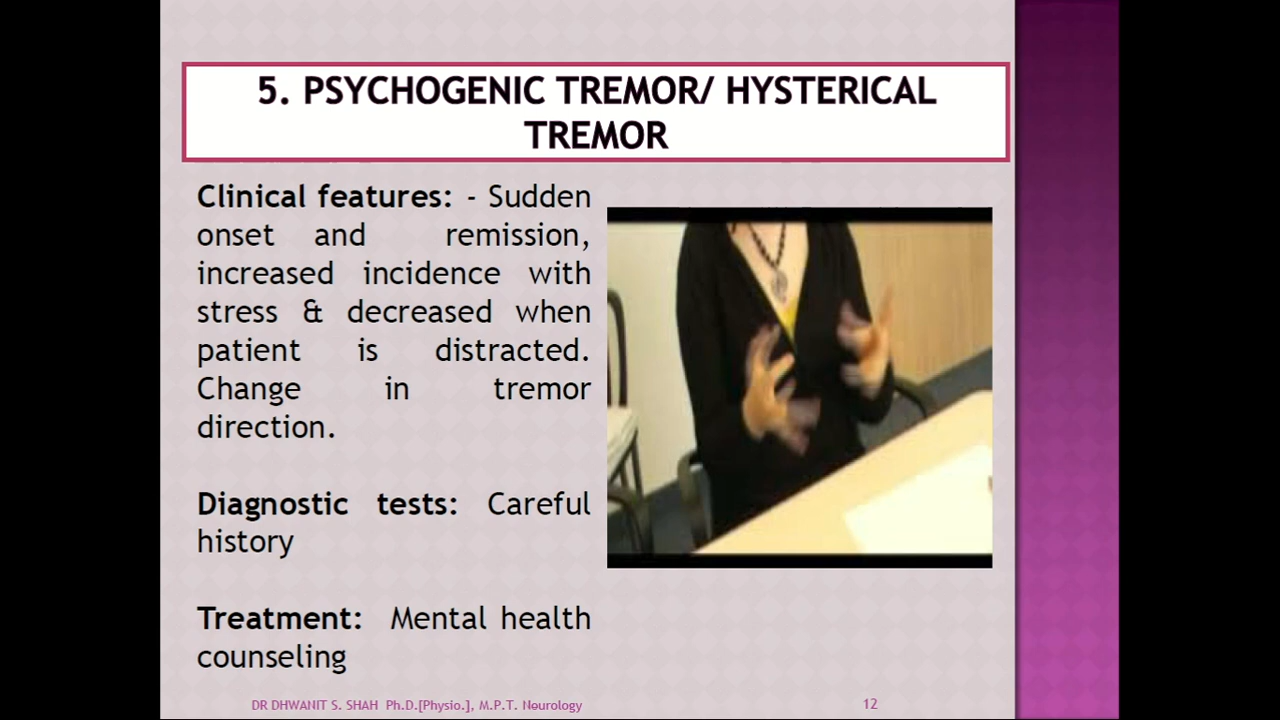 5. PSYCHOGENIC TREMOR/ HYSTERICAL
TREMOR
Clinical features: - Sudden
onset and remission,
increased incidence with
stress & decreased when
patient is distracted.
Change in tremor
direction.
Diagnostic tests: Careful
history
Treatment: Mental health
counseling
DR DHWANIT S. SHAH Ph.D.[Physio.], M.P.T. Neurology
12